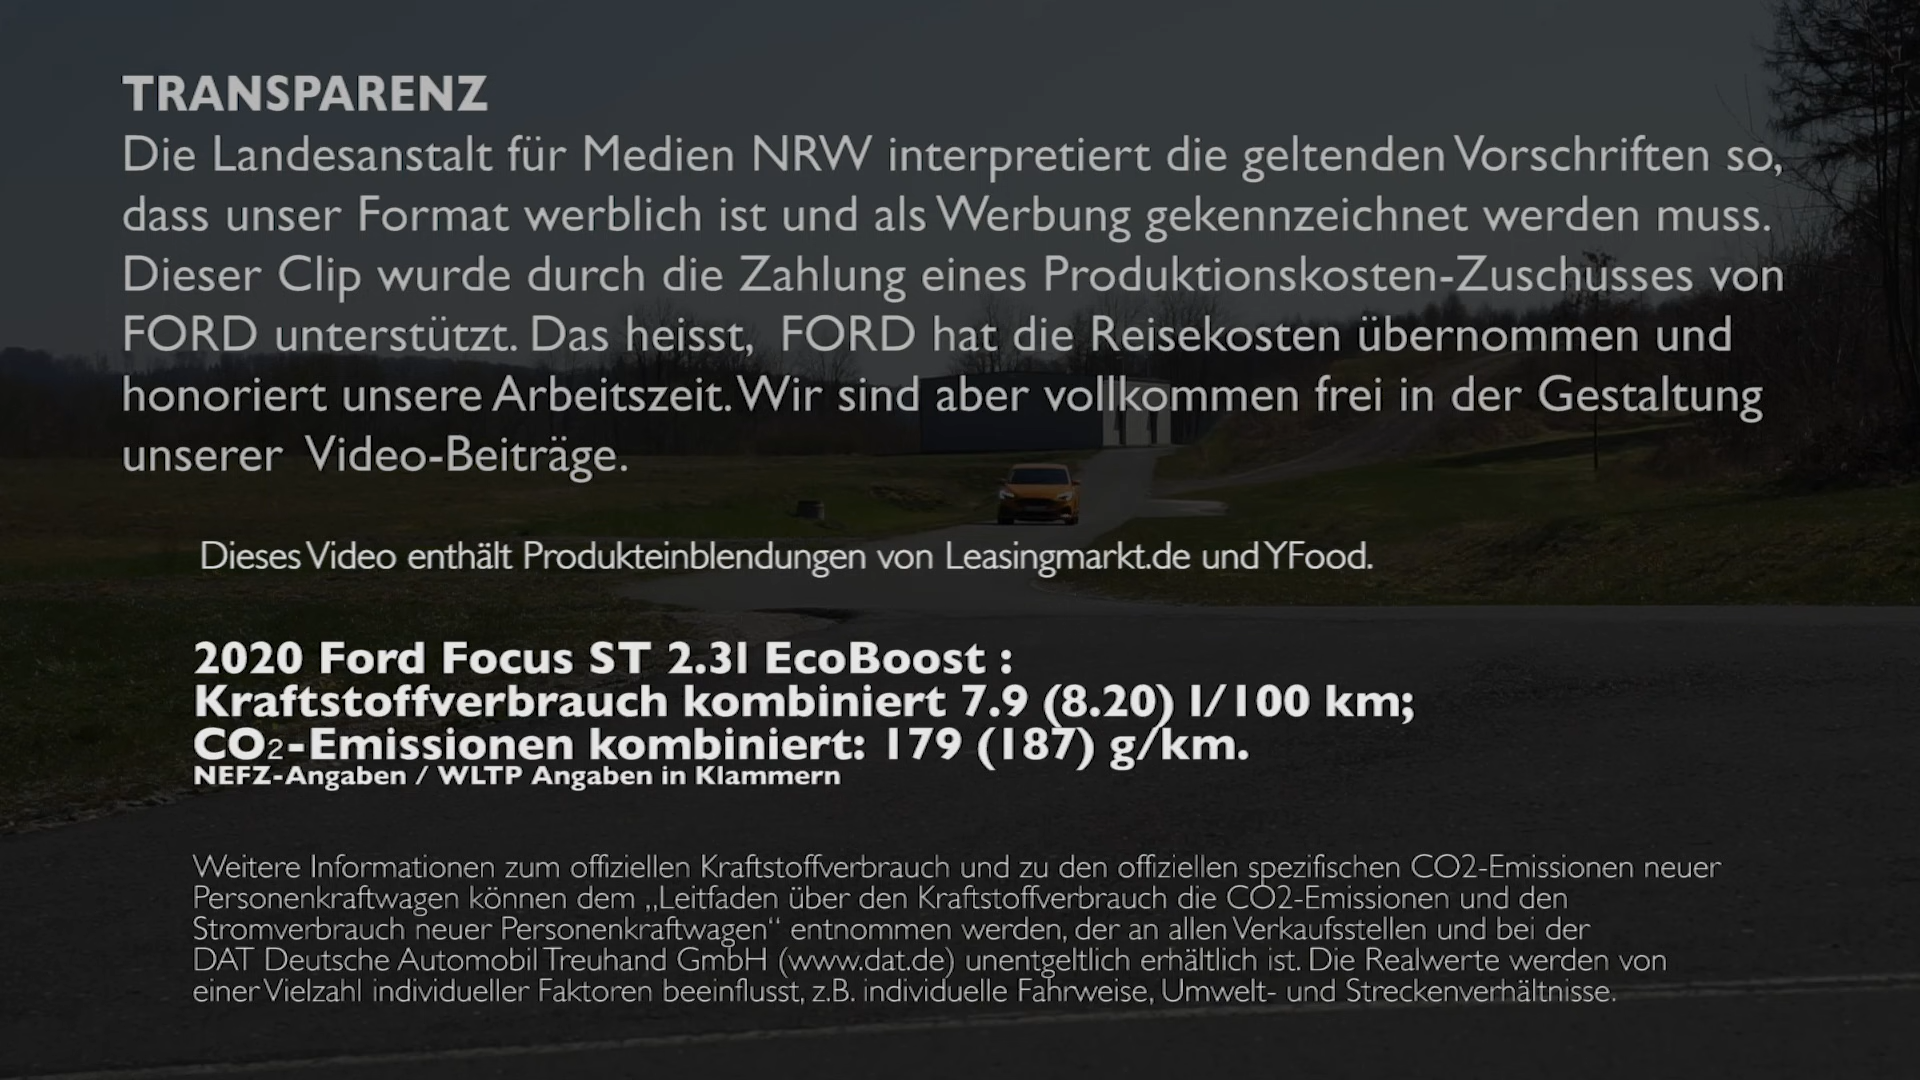 TRANSPARENZ
Die Landesanstalt für Medien NRW interpretiert die geltenden Vorschriften so,
dass unser Format werblich ist und als Werbung gekennzeichnet werden muss.
Dieser Clip wurde durch die Zahlung eines Produktionskosten-Zuschusses von
FORD unterstützt. Das heisst, FORD hat die Reisekosten übernommen und
honoriert unsere Arbeitszeit. Wir sind aber vollkommen frei in der Gestaltung
unserer Video-Beiträge.
Dieses Video enthält Produkteinblendungen von Leasingmarkt.de und YFood.
2020 Ford Focus ST 2.3l EcoBoost :
Kraftstoffverbrauch kombiniert 7.9 (8.20) l/100 km;
CO2-Emissionen kombiniert: 179 (187) g/km.
NEFZ-Angaben / WLTP Angaben in Klammern
Weitere Informationen zum offiziellen Kraftstoffverbrauch und zu den offiziellen spezifischen CO2-Emissionen neuer
Personenkraftwagen können dem „Leitfaden über den Kraftstoffverbrauch die CO2-Emissionen und den
Stromverbrauch neuer Personenkraftwagen“ entnommen werden, der an allen Verkaufsstellen und bei der
DAT Deutsche Automobil Treuhand GmbH (www.dat.de) unentgeltlich erhältlich ist. Die Realwerte werden von
einer Vielzahl individueller Faktoren beeinflusst, z.B. individuelle Fahrweise, Umwelt- und Streckenverhältnisse.